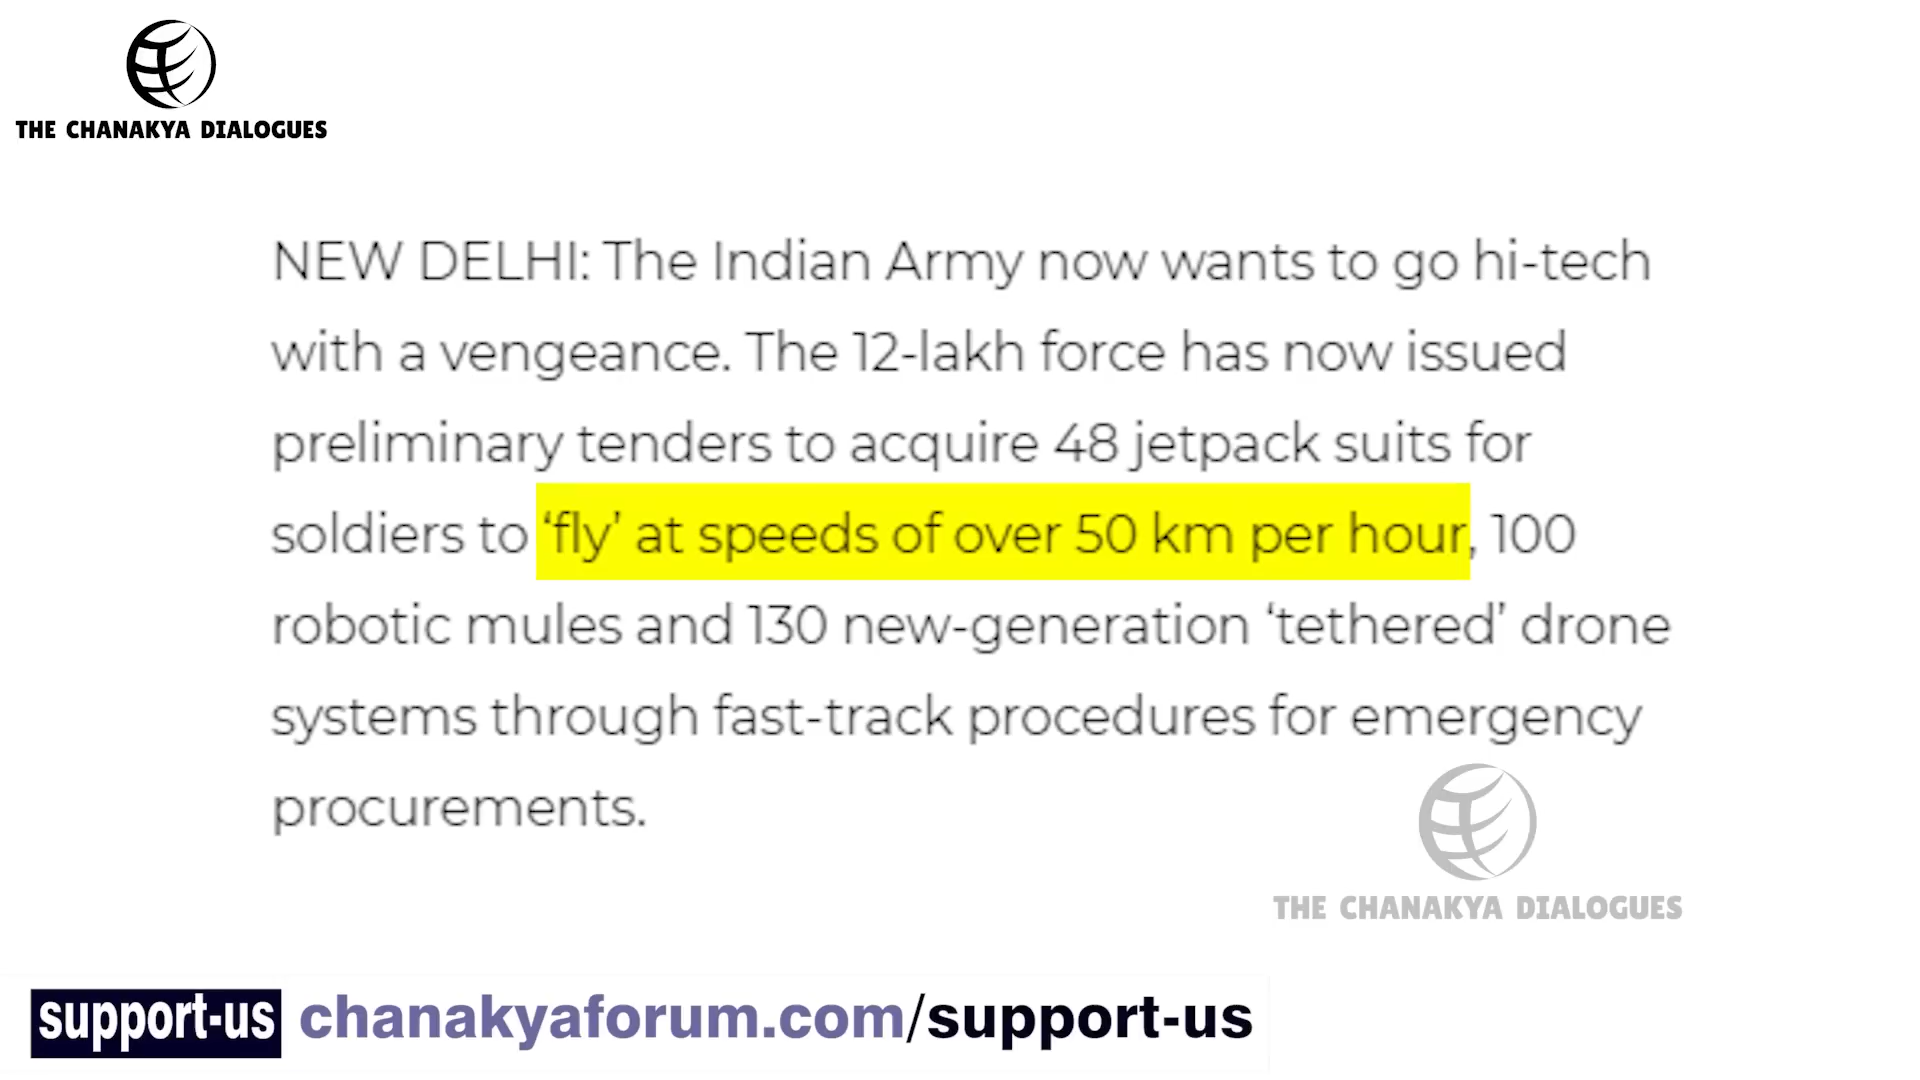 THE CHANAKYA DIALOGUES
NEW DELHI: The Indian Army now wants to go hi-tech
with a vengeance. The 12-lakh force has now issued
preliminary tenders to acquire 48 jetpack suits for
soldiers to ‘fly’ at speeds of over 50 km per hour, 100
robotic mules and 130 new-generation ‘tethered’ drone
systems through fast-track procedures for emergency
procurements.
THE CHANAKYA DIALOGUES
support-us chanakyaforum.com/support-us